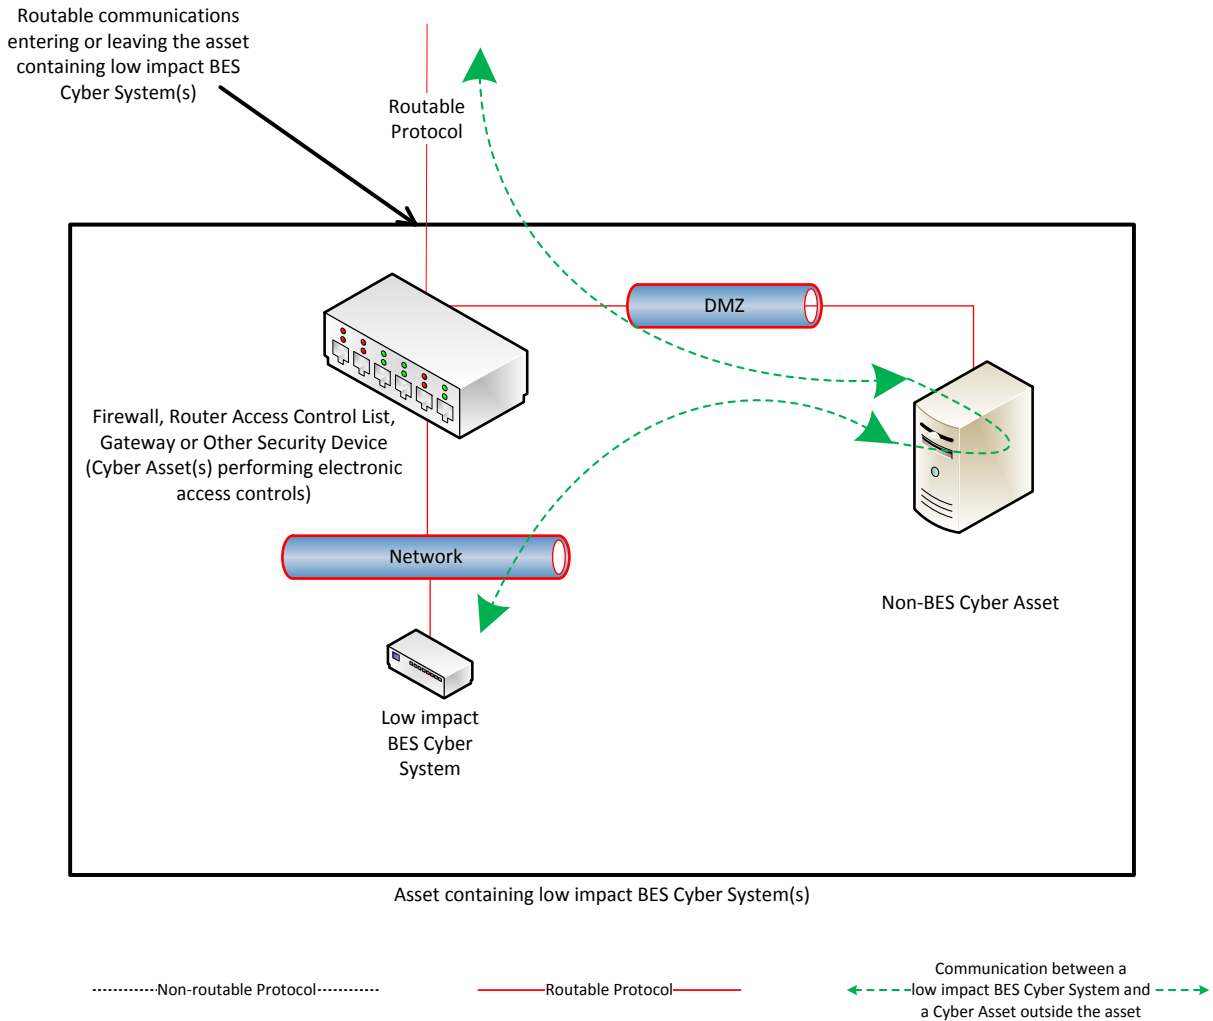 Routable communications
entering or leaving the asset
containing low impact BES
Cyber System(s)
Routable
Protocol
DMZ
Firewall, Router Access Control List,
Gateway or Other Security Device
(Cyber Asset(s) performing electronic
access controls)
Network
Non-BES Cyber Asset
Low impact
BES Cyber
System
Asset containing low impact BES Cyber System(s)
Non-routable Protocol
Routable Protocol
Communication between a
low impact BES Cyber System and
a Cyber Asset outside the asset